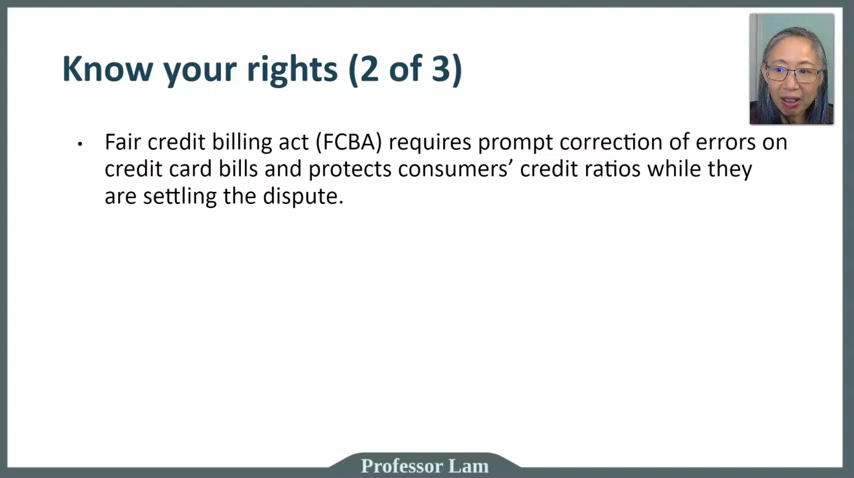 Know your rights (2 of 3)
• Fair credit billing act (FCBA) requires prompt correction of errors on
credit card bills and protects consumers’ credit ratios while they
are settling the dispute.
Professor Lam